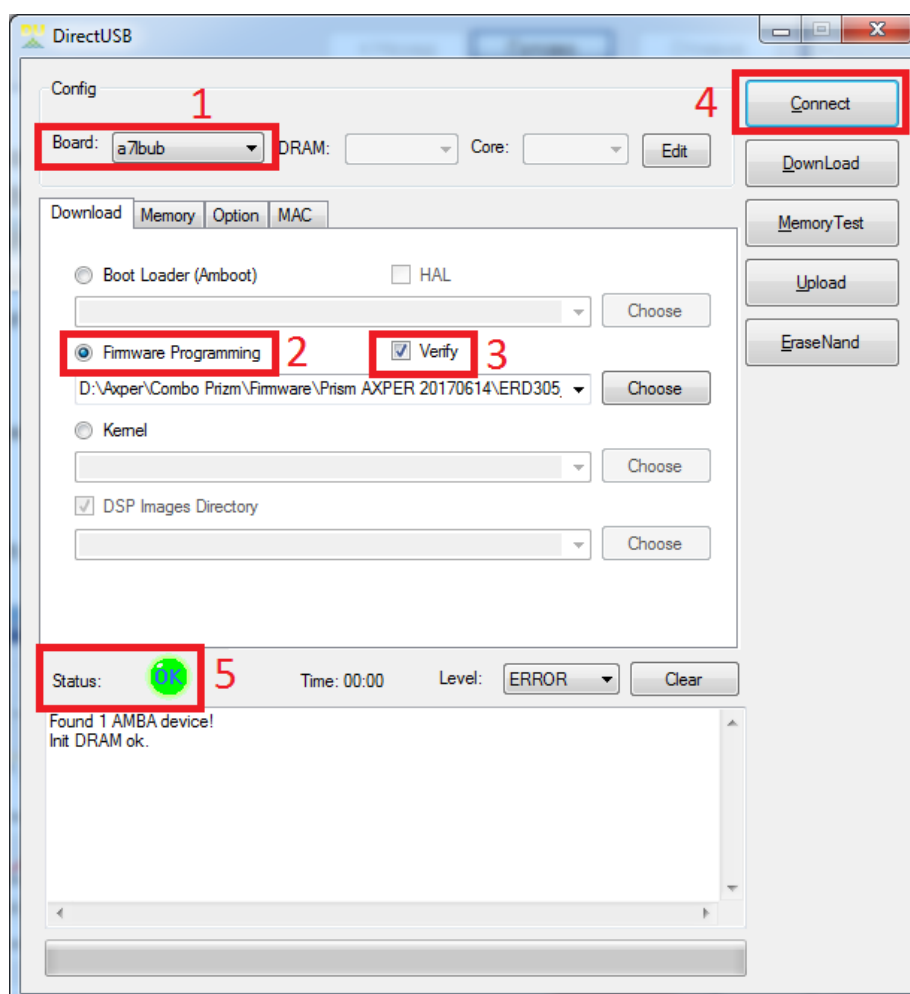 DirectUSB
Config
1
4
Connect
Board: a7lbub DRAM: Core: Edit
DownLoad
Download Memory Option MAC
MemoryTest
Boot Loader (Amboot) HAL
Upload
Choose
EraseNand
Firmware Programming 2 Verify 3
D:\Axper\Combo Prizm\Firmware\Prism AXPER 20170614\ERD305 Choose
Kernel
Choose
DSP Images Directory
Choose
Status: OK 5 Time: 00:00 Level: ERROR Clear
Found 1 AMBA device!
Init DRAM ok.